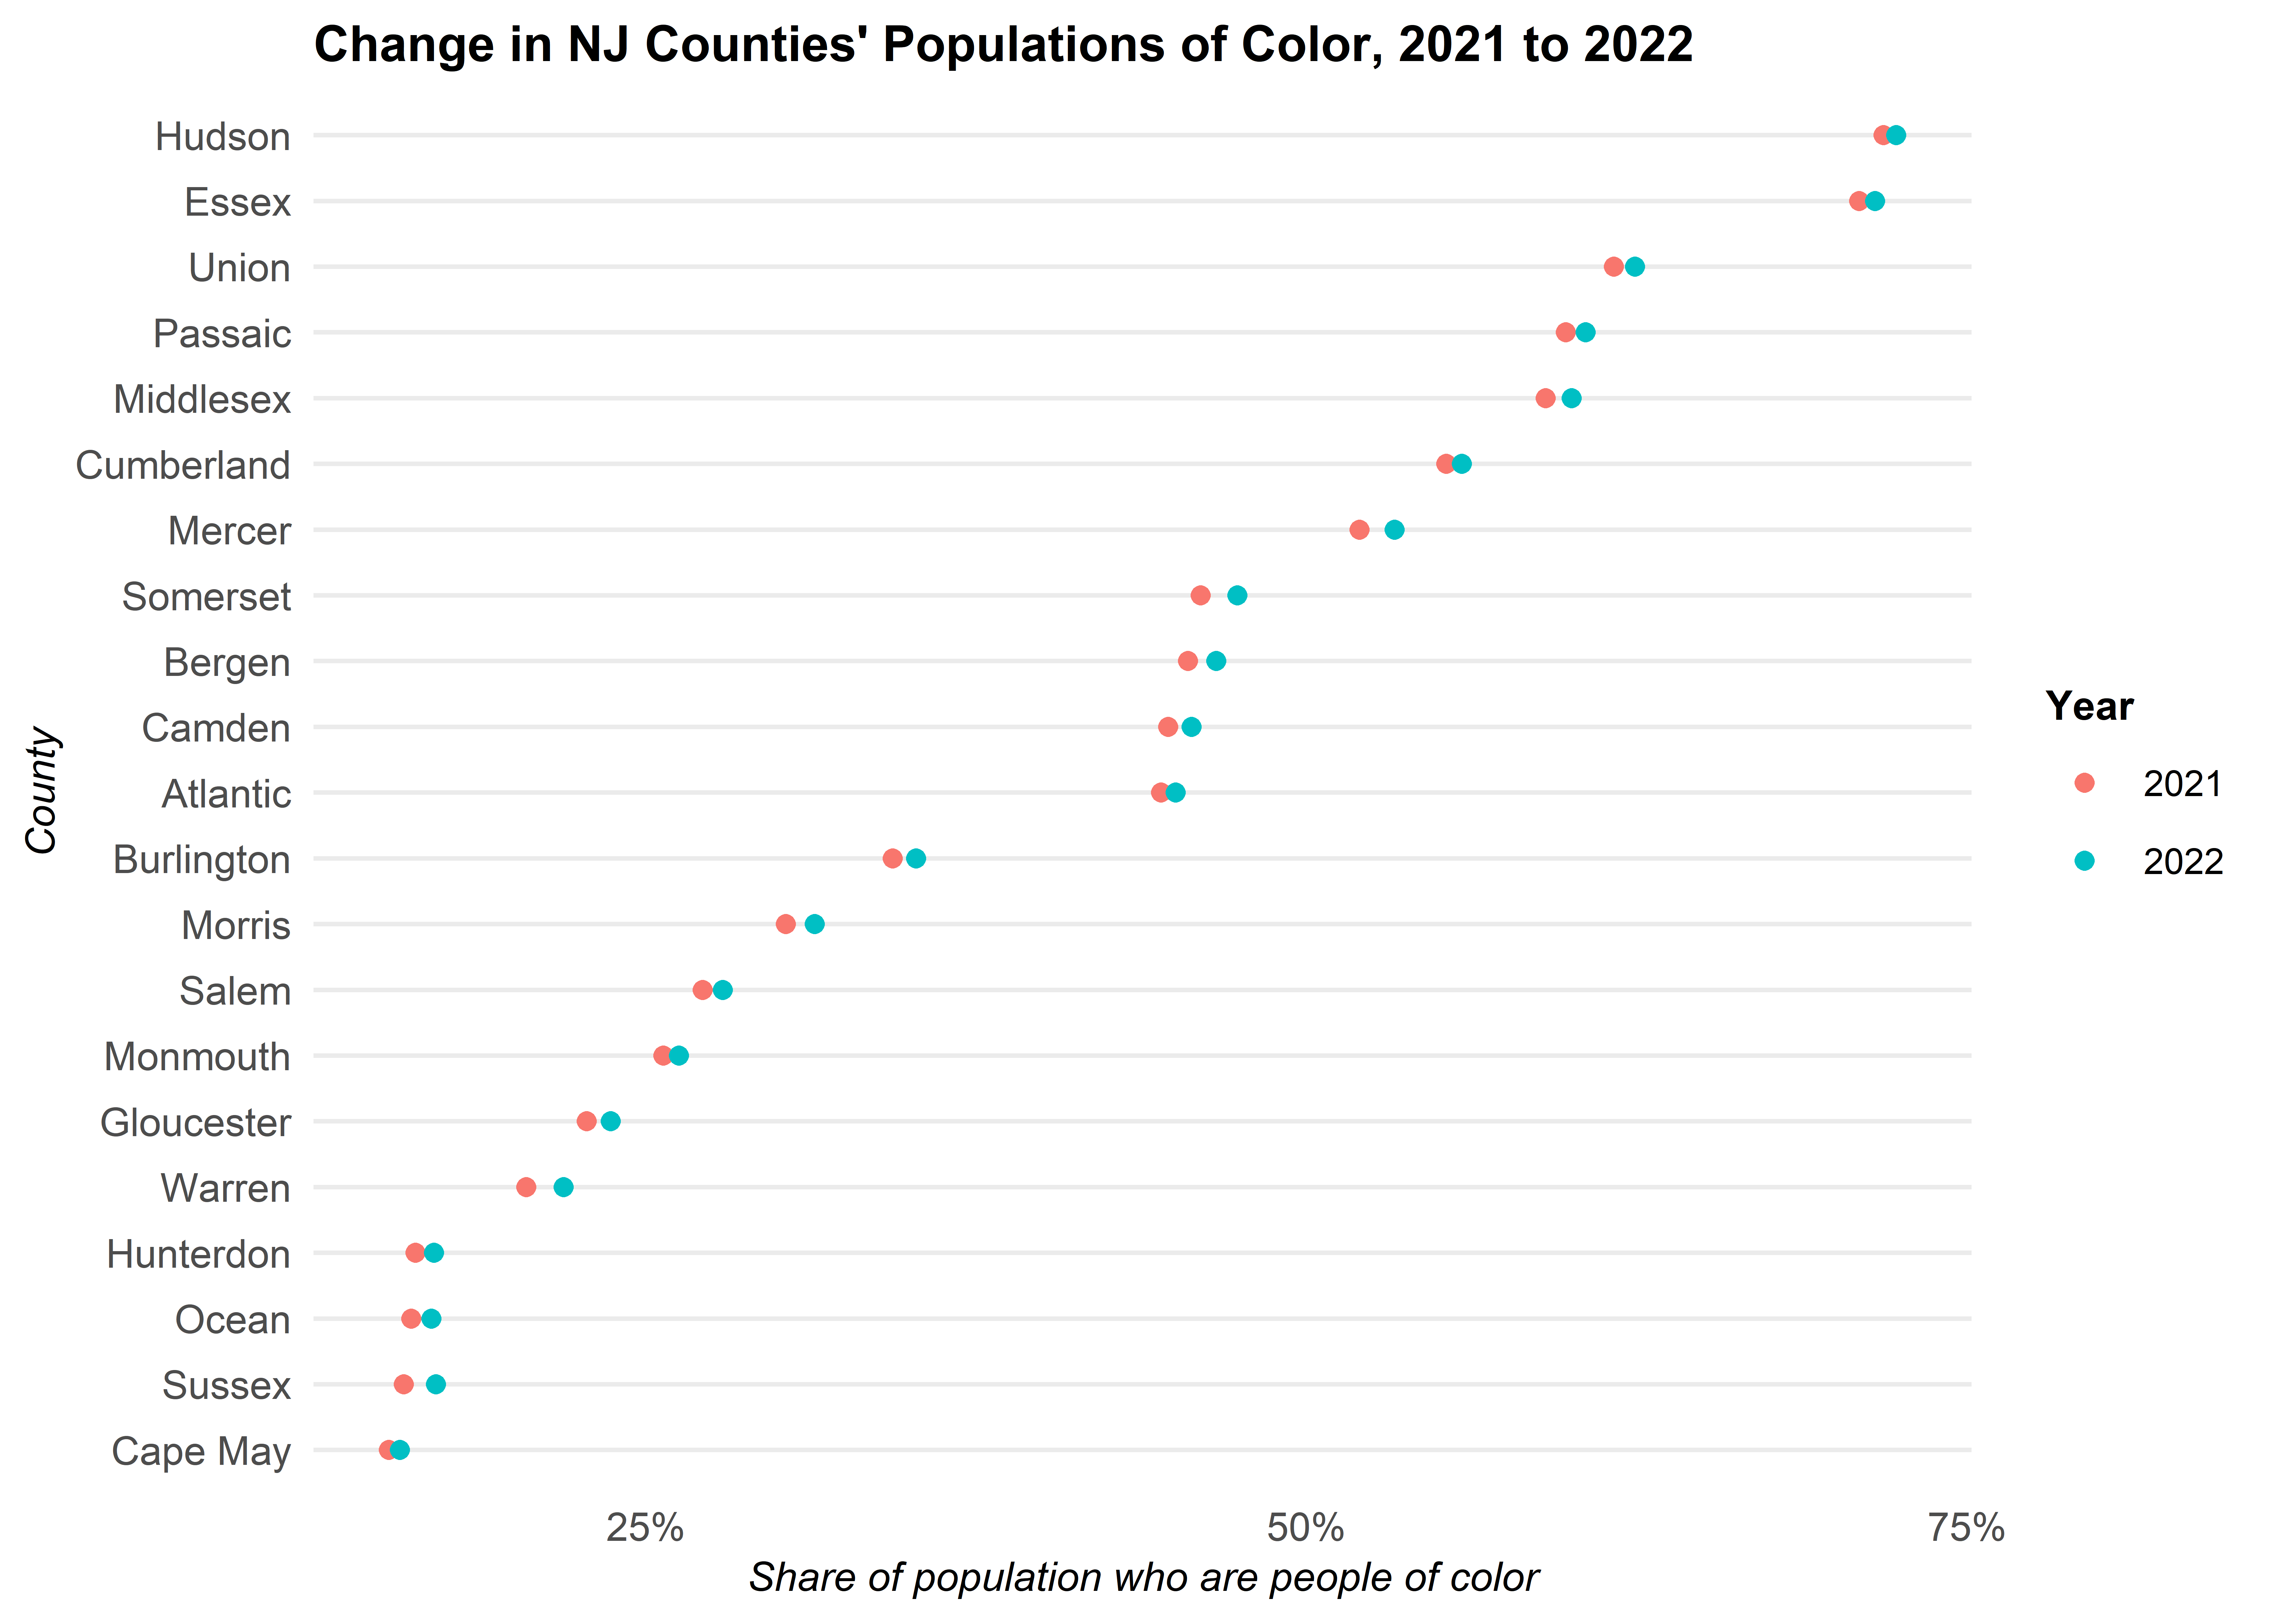 Change in NJ Counties' Populations of Color, 2021 to 2022
Hudson
Essex
Union
Passaic
Middlesex
Cumberland
Mercer
Somerset
Bergen
Camden
Atlantic
Burlington
Morris
Salem
Monmouth
Gloucester
Warren
Hunterdon
Ocean
Sussex
Cape May
County
25%
50%
75%
Share of population who are people of color
Year
2021
2022